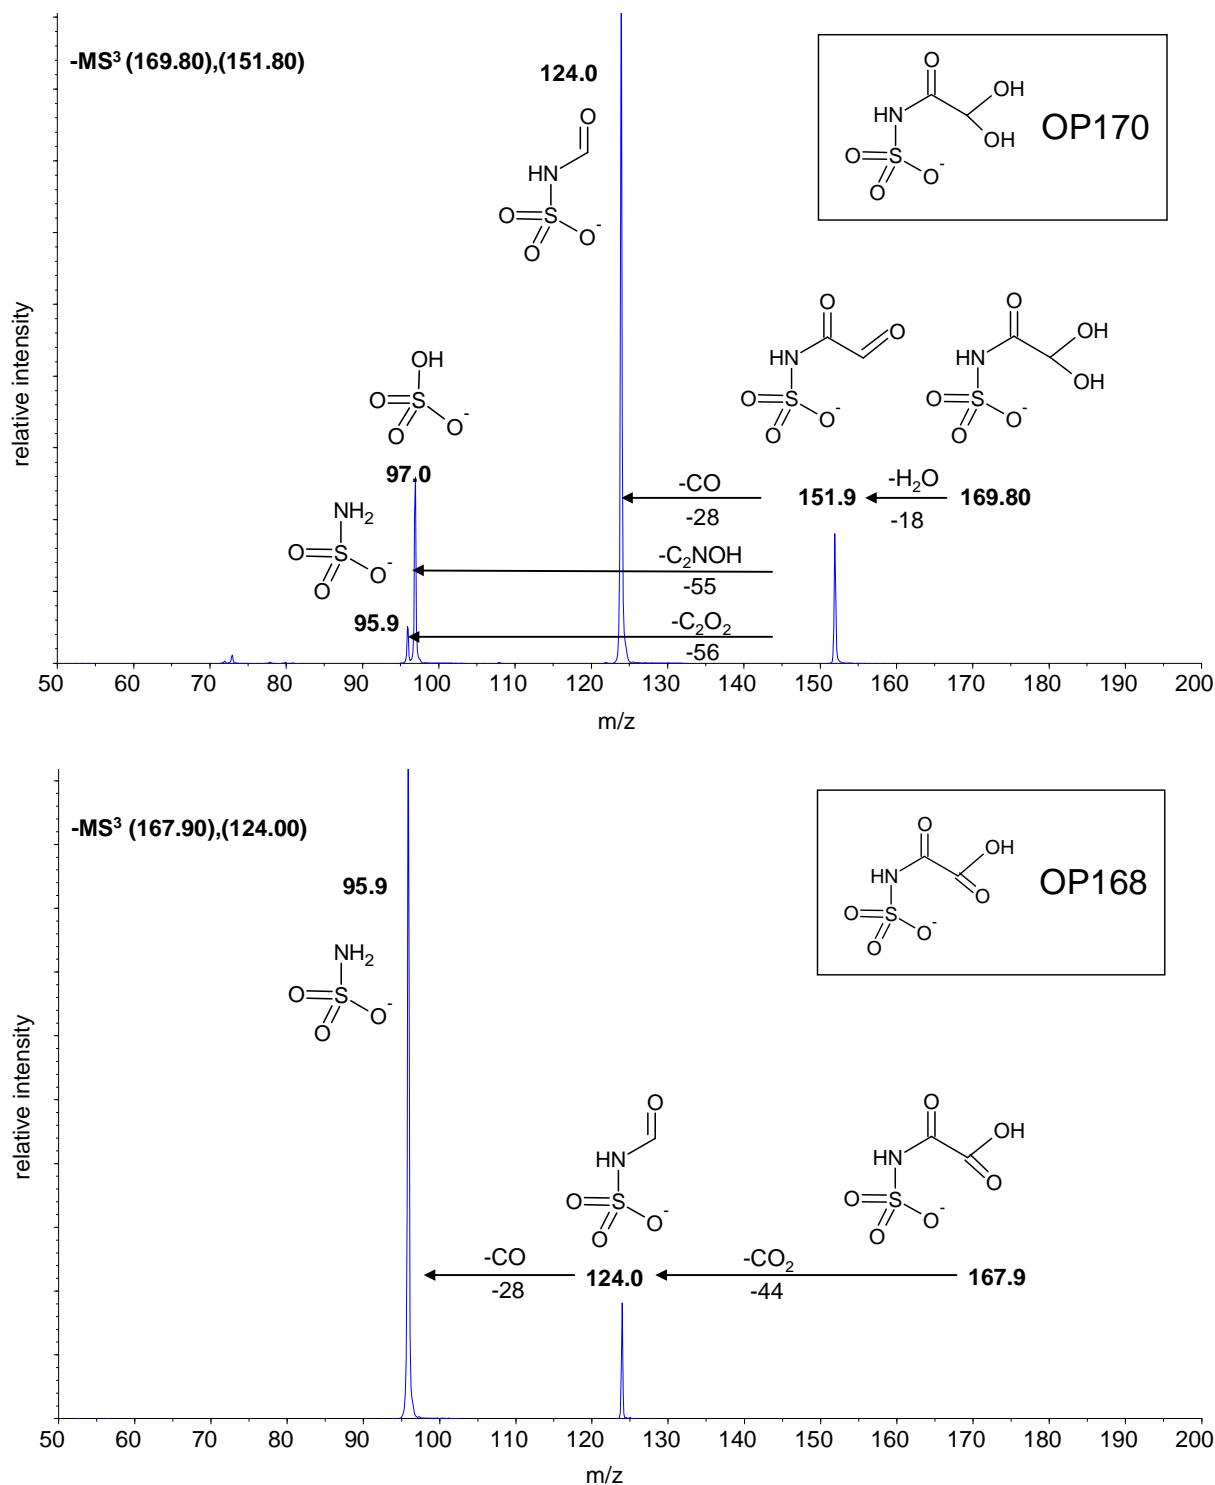 -MS³ (169.80),(151.80)
124.0
O
HN
O
S
O
O⁻
O
OH
HN
OH
O
S
O
O⁻
OP170
OH
O
S
O
O⁻
97.0
NH₂
O
S
O
O⁻
95.9
O
O
HN
O
S
O
O⁻
O
OH
HN
OH
O
S
O
O⁻
-CO
-28
151.9
-H₂O
-18
169.80
-C₂NOH
-55
-C₂O₂
-56
relative intensity
50 60 70 80 90 100 110 120 130 140 150 160 170 180 190 200
m/z
-MS³ (167.90),(124.00)
95.9
NH₂
O
S
O
O⁻
O
OH
HN
O
O
S
O
O⁻
OP168
O
HN
O
S
O
O⁻
O
OH
HN
O
O
S
O
O⁻
-CO
-28
124.0
-CO₂
-44
167.9
relative intensity
50 60 70 80 90 100 110 120 130 140 150 160 170 180 190 200
m/z